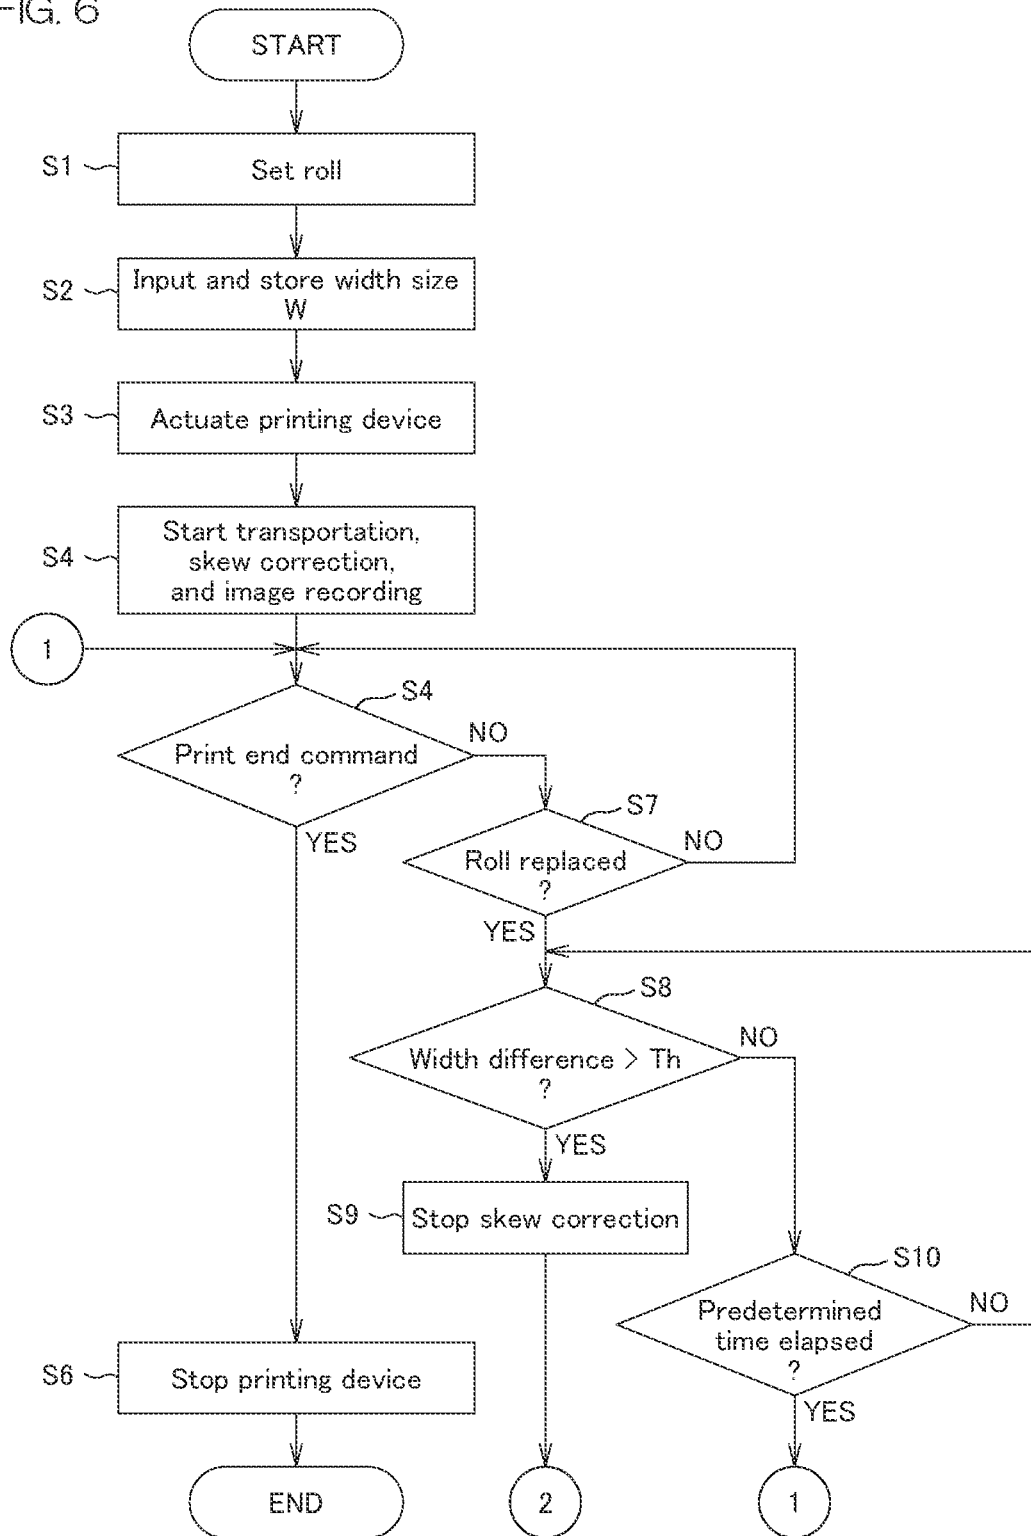 FIG. 6
START
S1
Set roll
S2
Input and store width size
W
S3
Actuate printing device
S4
Start transportation,
skew correction,
and image recording
1
S4
Print end command
?
NO
YES
S7
Roll replaced
?
NO
YES
S8
Width difference > Th
?
NO
YES
S9
Stop skew correction
S10
Predetermined
time elapsed
?
NO
YES
S6
Stop printing device
END
2
1